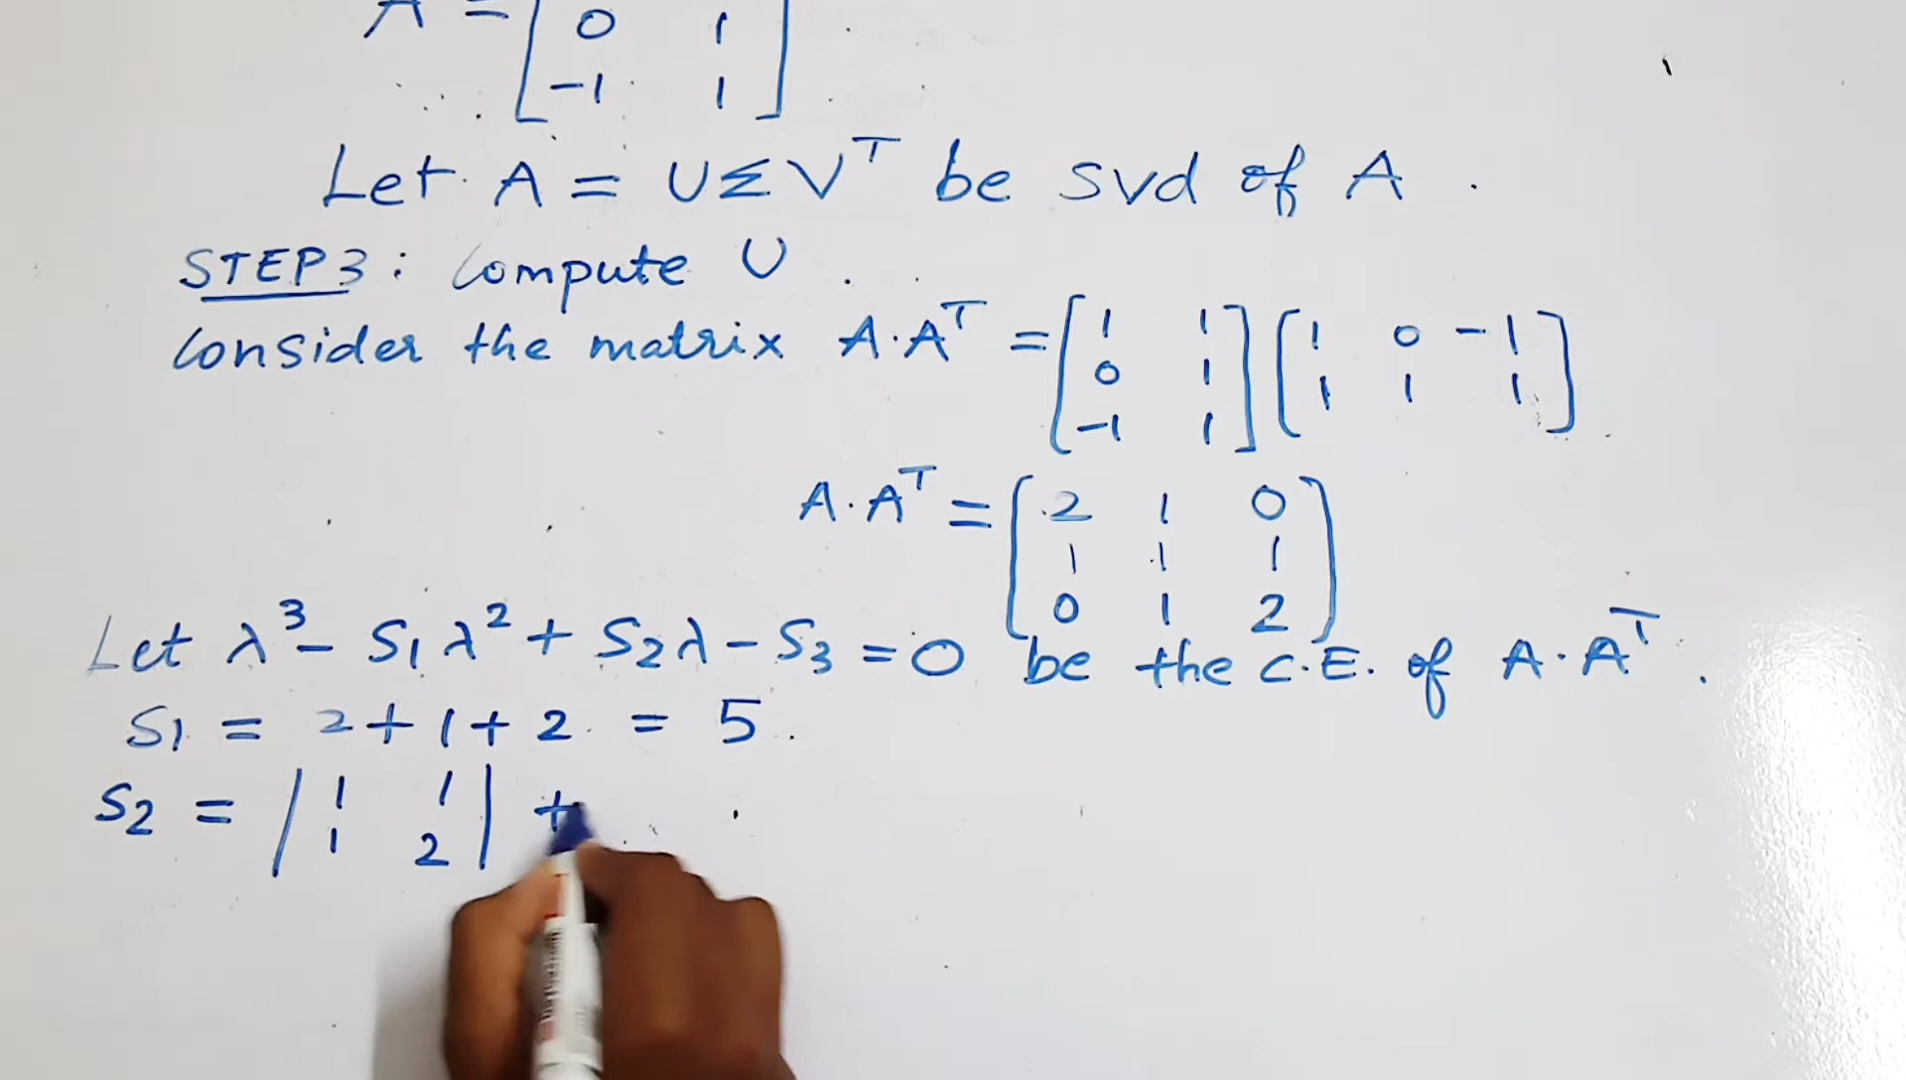 A = [
0 1
-1 1 ]
Let A = UΣV^T be svd of A.
STEP3: Compute U.
Consider the matrix A·A^T = [1 1; 0 1; -1 1] [1 0 -1; 1 1 1]
A·A^T = [2 1 0; 1 1 1; 0 1 2]
Let λ³ - S₁λ² + S₂λ - S₃ = 0 be the C.E. of A·A^T.
S₁ = 2+1+2 = 5.
S₂ = |1 1; 1 2| +